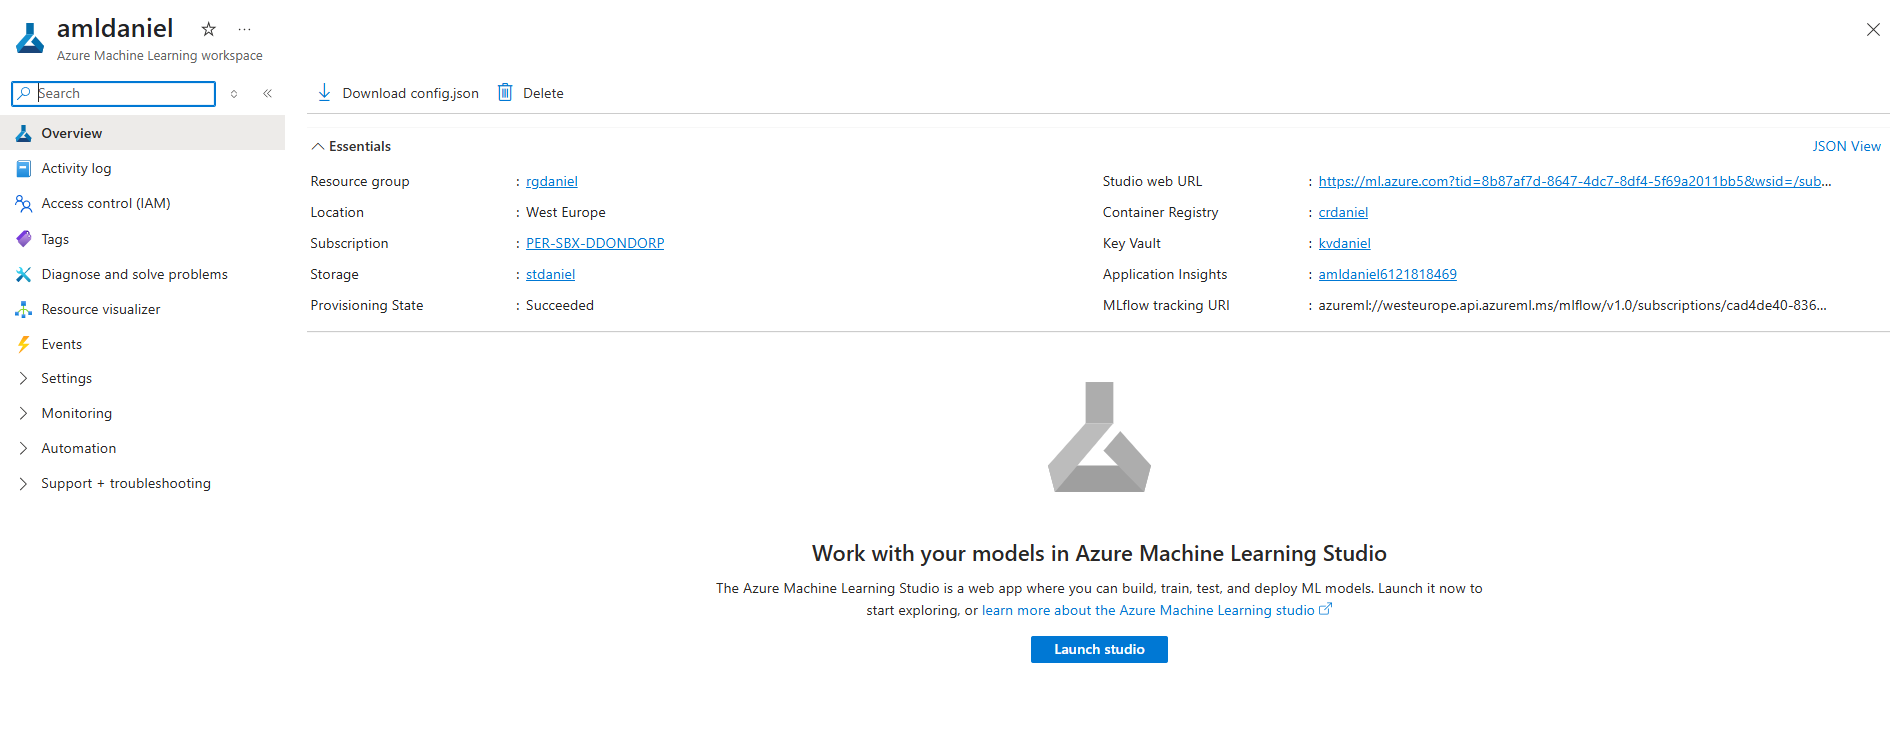 amldaniel
Azure Machine Learning workspace
Search
Download config.json
Delete
Overview
Activity log
Access control (IAM)
Tags
Diagnose and solve problems
Resource visualizer
Events
Settings
Monitoring
Automation
Support + troubleshooting
Essentials
JSON View
Resource group : rgdaniel
Location : West Europe
Subscription : PER-SBX-DDONDORP
Storage : stdaniel
Provisioning State : Succeeded
Studio web URL : https://ml.azure.com?tid=8b87af7d-8647-4dc7-8df4-5f69a2011bb5&wsid=/sub...
Container Registry : crdaniel
Key Vault : kvdaniel
Application Insights : amldaniel6121818469
MLflow tracking URI : azureml://westeurope.api.azureml.ms/mlflow/v1.0/subscriptions/cad4de40-836...
Work with your models in Azure Machine Learning Studio
The Azure Machine Learning Studio is a web app where you can build, train, test, and deploy ML models. Launch it now to
start exploring, or learn more about the Azure Machine Learning studio
Launch studio